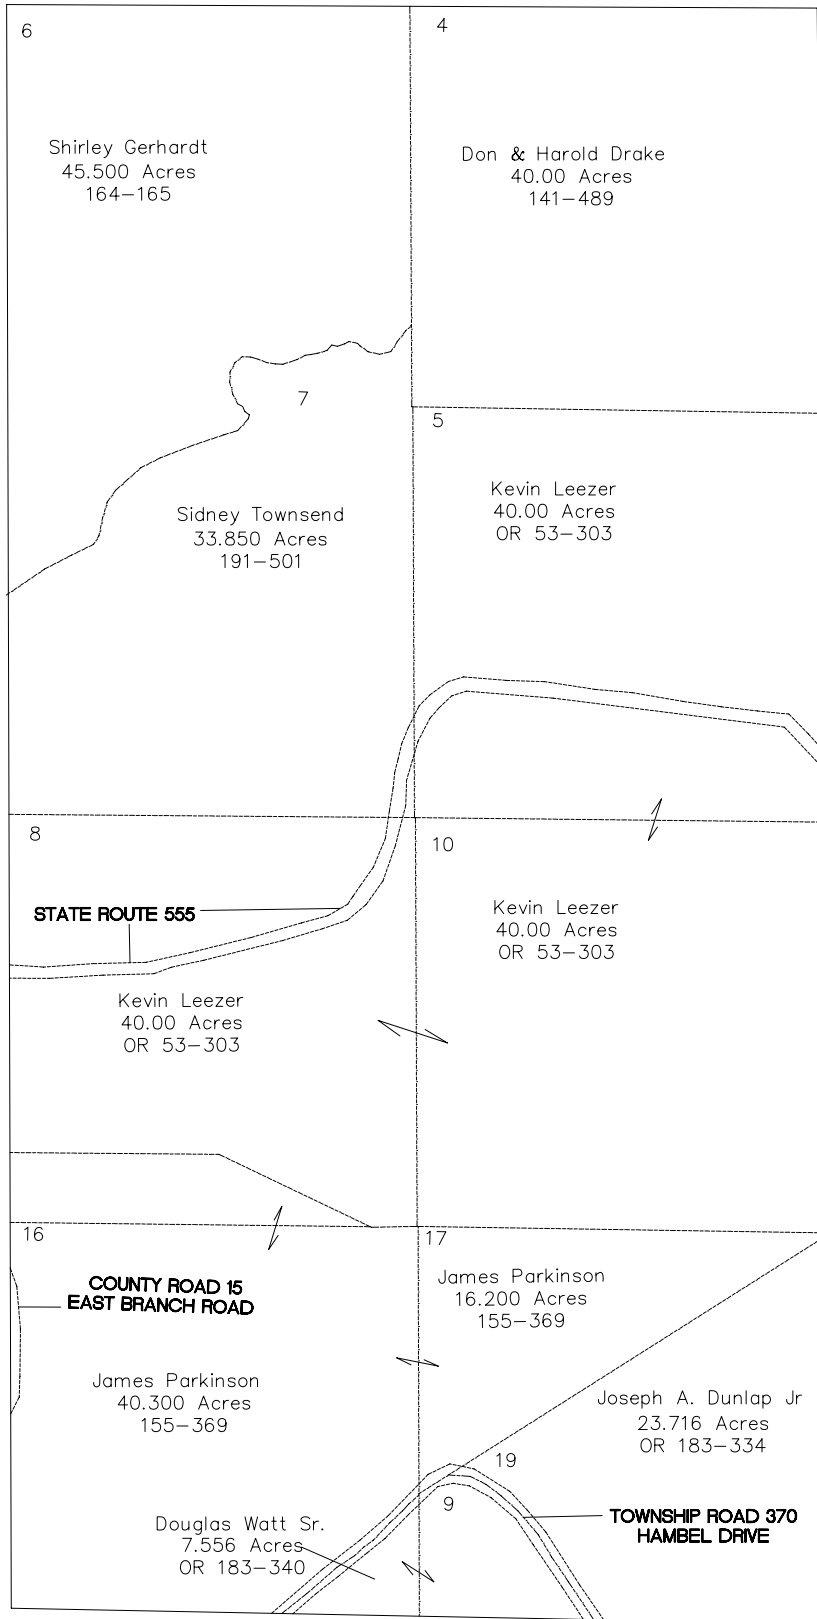 6
4
Shirley Gerhardt
45.500 Acres
164-165
Don & Harold Drake
40.00 Acres
141-489
7
5
Sidney Townsend
33.850 Acres
191-501
Kevin Leezer
40.00 Acres
OR 53-303
8
10
STATE ROUTE 555
Kevin Leezer
40.00 Acres
OR 53-303
Kevin Leezer
40.00 Acres
OR 53-303
16
17
COUNTY ROAD 15
EAST BRANCH ROAD
James Parkinson
16.200 Acres
155-369
James Parkinson
40.300 Acres
155-369
Joseph A. Dunlap Jr
23.716 Acres
OR 183-334
19
9
Douglas Watt Sr.
7.556 Acres
OR 183-340
TOWNSHIP ROAD 370
HAMBEL DRIVE